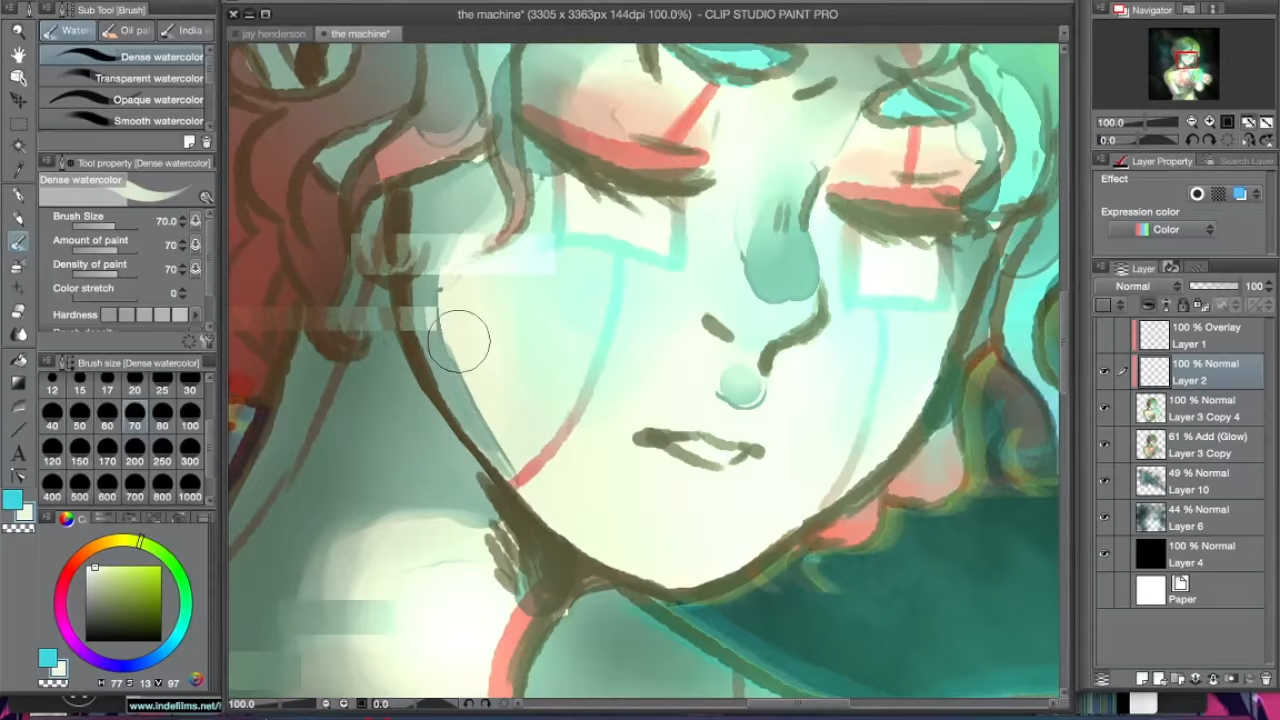 Sub Tool [Brush]
the machine* (3305 x 3363px 144dpi 100.0%) - CLIP STUDIO PAINT PRO
Navigator
Water
Oil pa
India
jay henderson
the machine*
Dense watercolor
Transparent watercolor
Opaque watercolor
Smooth watercolor
Tool property [Dense watercolor]
Dense watercolor
Brush Size 70.0
Amount of paint 70
Density of paint 70
Color stretch 0
Hardness
Brush size [Dense watercolor]
12 15 17 20 25 30
40 50 60 70 80 100
120 150 170 200 250 300
400 500 600 700 800 1000
C
H 77 S 13 V 97
www.indefilms.net/
100.0
0.0
100.0
0.0
Layer Property
Search Layer
Effect
Expression color
Color
Layer
Normal
100
100 % Overlay
Layer 1
100 % Normal
Layer 2
100 % Normal
Layer 3 Copy 4
61 % Add (Glow)
Layer 3 Copy
49 % Normal
Layer 10
44 % Normal
Layer 6
100 % Normal
Layer 4
Paper